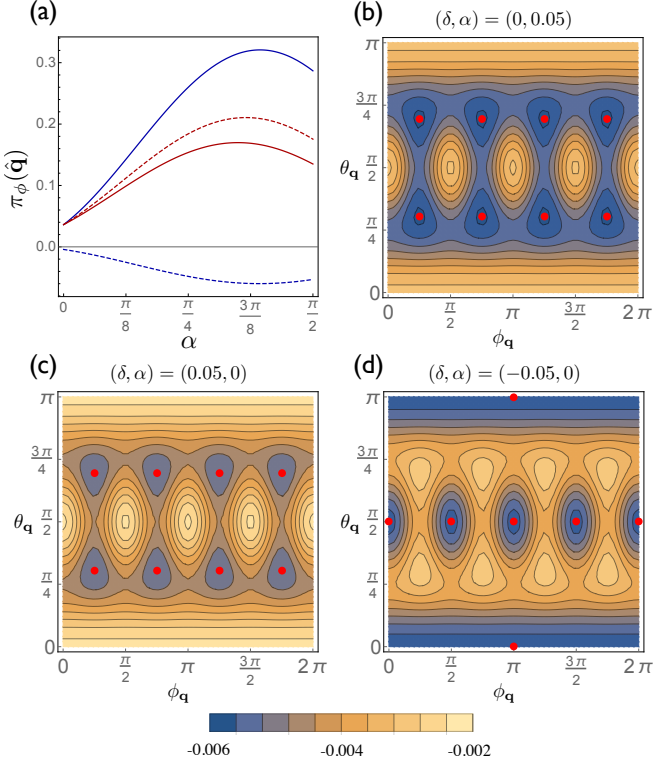 (a)
π_ϕ(q̂)
0.3
0.2
0.1
0.0
0 π/8 π/4 3π/8 π/2
α
(b) (δ, α) = (0, 0.05)
π
3π/4
θ_q π/2
π/4
0
0 π/2 π 3π/2 2π
ϕ_q
(c) (δ, α) = (0.05, 0)
π
3π/4
θ_q π/2
π/4
0
0 π/2 π 3π/2 2π
ϕ_q
(d) (δ, α) = (−0.05, 0)
π
3π/4
θ_q π/2
π/4
0
0 π/2 π 3π/2 2π
ϕ_q
-0.006 -0.004 -0.002